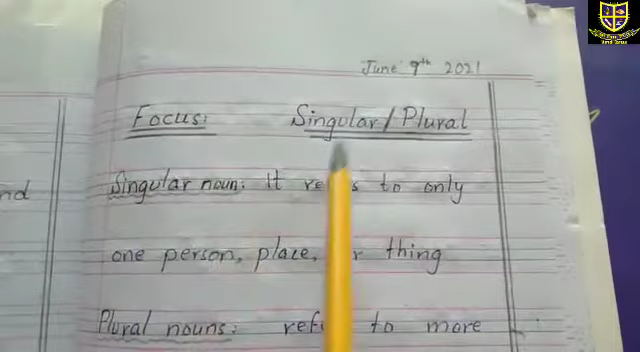 June 9th 2021
Focus: Singular/Plural
nd
Singular noun: It to only
one person, place, thing
Plural nouns: to more